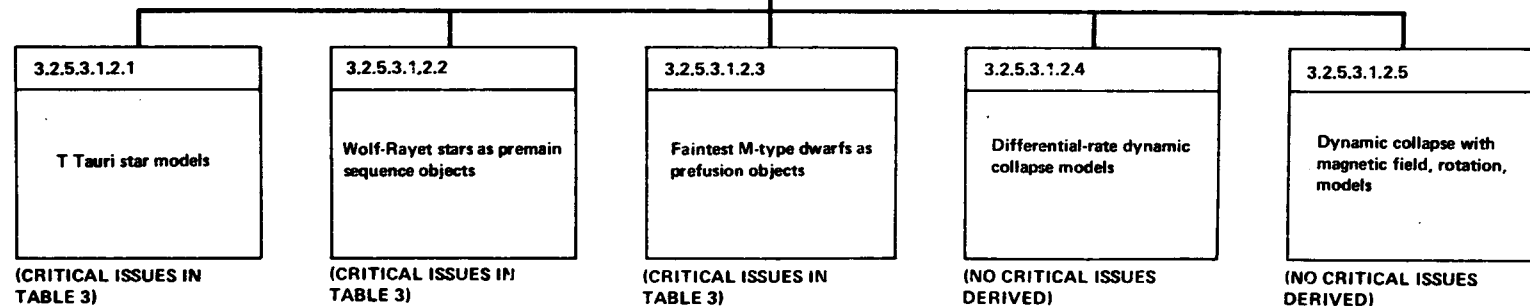 3.2.5.3.1.2.1
T Tauri star models
(CRITICAL ISSUES IN
TABLE 3)
3.2.5.3.1.2.2
Wolf-Rayet stars as premain
sequence objects
(CRITICAL ISSUES IN
TABLE 3)
3.2.5.3.1.2.3
Faintest M-type dwarfs as
prefusion objects
(CRITICAL ISSUES IN
TABLE 3)
3.2.5.3.1.2.4
Differential-rate dynamic
collapse models
(NO CRITICAL ISSUES
DERIVED)
3.2.5.3.1.2.5
Dynamic collapse with
magnetic field, rotation,
models
(NO CRITICAL ISSUES
DERIVED)